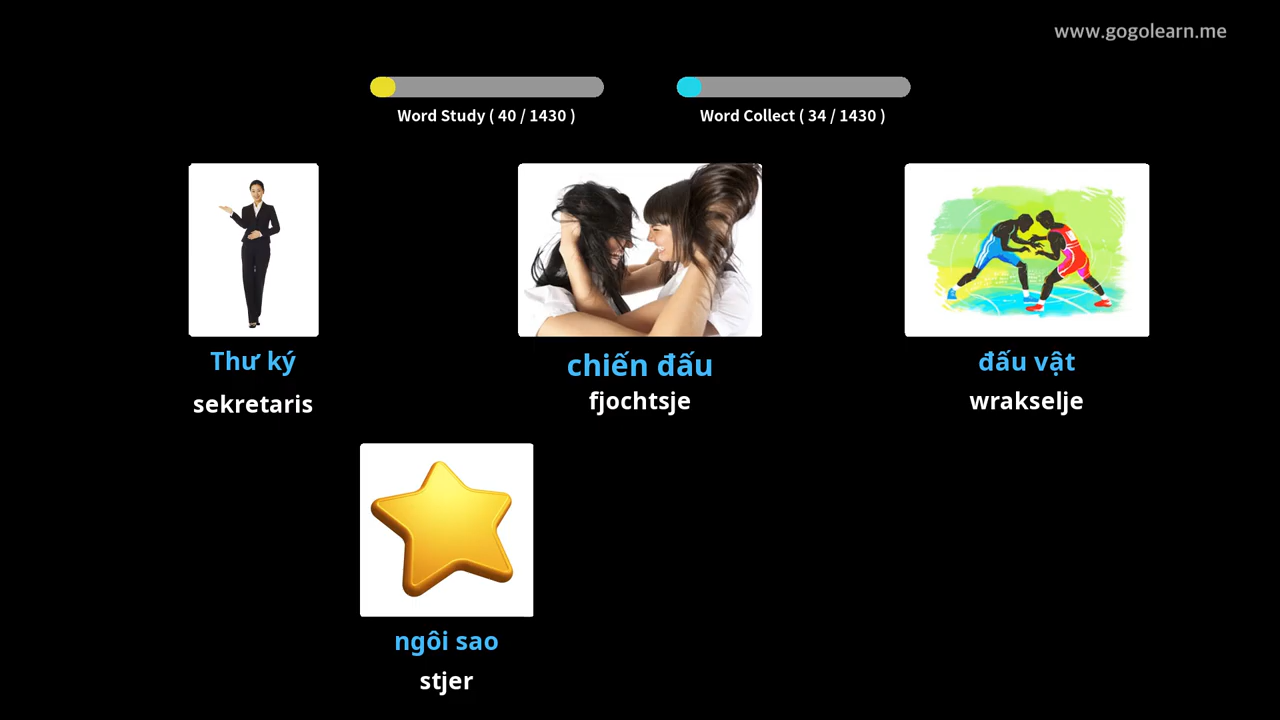 www.gogolearn.me
Word Study ( 40 / 1430 )
Word Collect ( 34 / 1430 )
Thư ký
sekretaris
chiến đấu
fjochtsje
đấu vật
wrakselje
ngôi sao
stjer